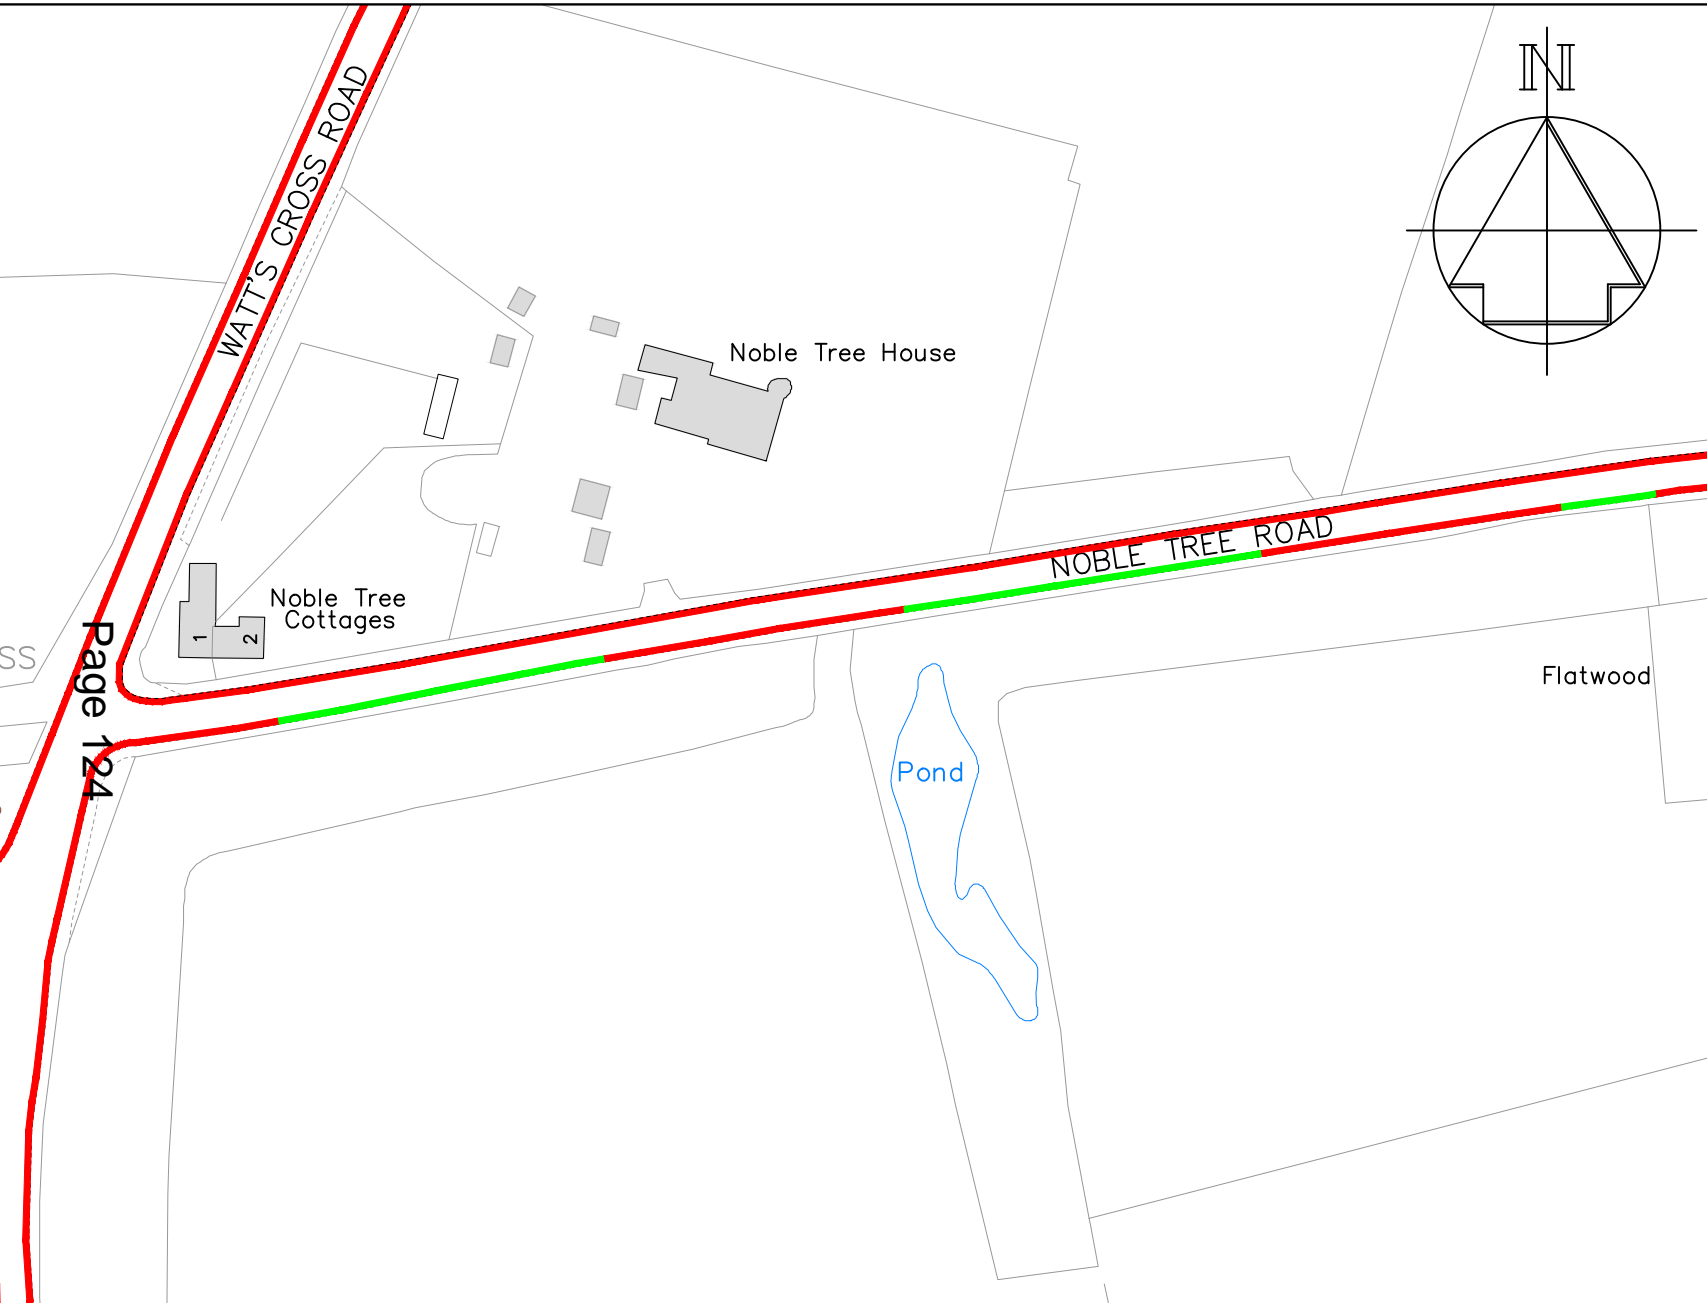 N
WATT'S CROSS ROAD
Noble Tree House
NOBLE TREE ROAD
Noble Tree
Cottages
1
2
SS
Page 124
Flatwood
Pond